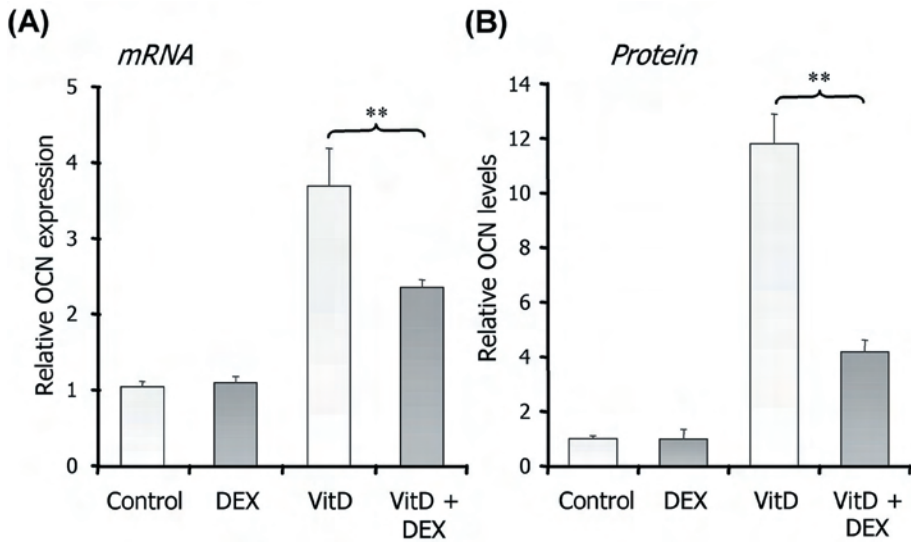 (A)
mRNA
Relative OCN expression
5
4
3
2
1
0
**
Control
DEX
VitD
VitD +
DEX
(B)
Protein
Relative OCN levels
14
12
10
8
6
4
2
0
**
Control
DEX
VitD
VitD +
DEX